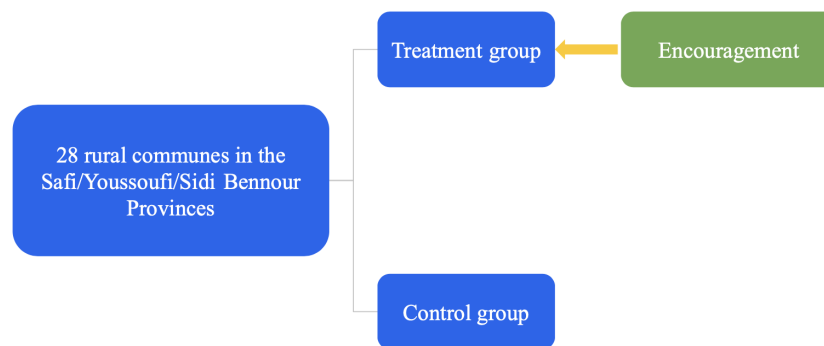 Treatment group
Encouragement
28 rural communes in the
Safi/Youssoufi/Sidi Bennour
Provinces
Control group